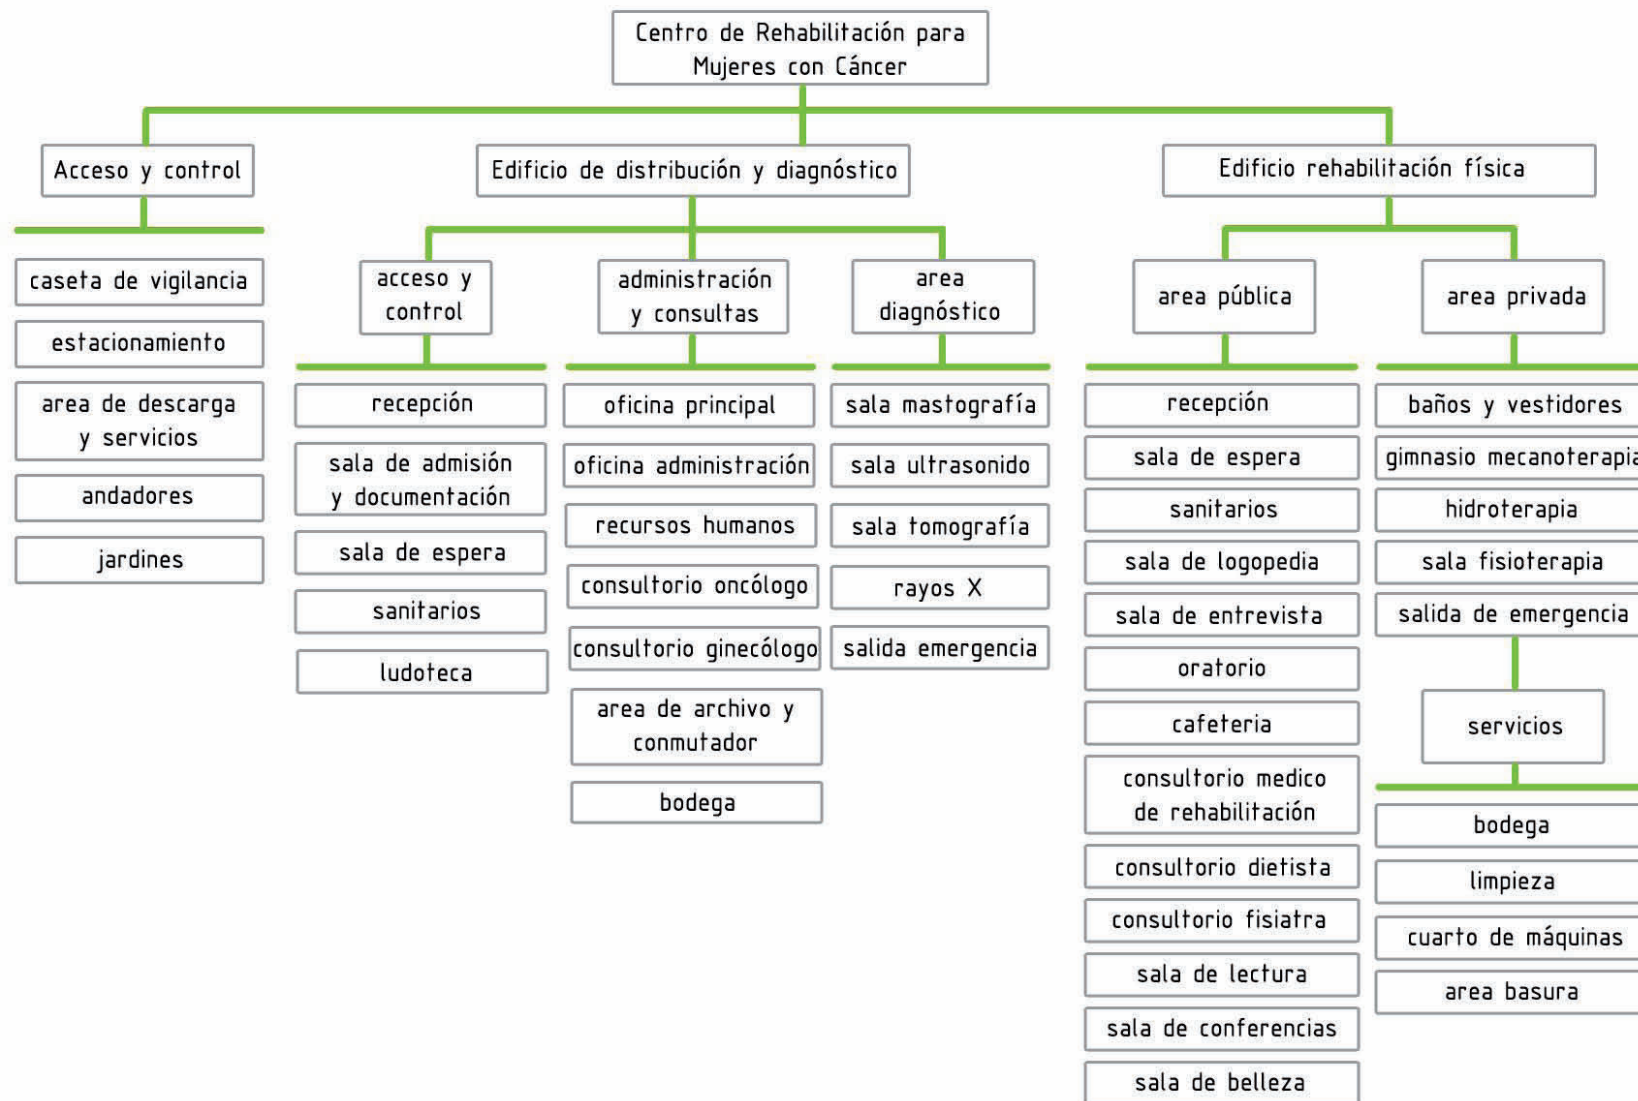 Centro de Rehabilitación para
Mujeres con Cáncer
Acceso y control
caseta de vigilancia
estacionamiento
area de descarga
y servicios
andadores
jardines
Edificio de distribución y diagnóstico
acceso y
control
recepción
sala de admisión
y documentación
sala de espera
sanitarios
ludoteca
administración
y consultas
oficina principal
oficina administración
recursos humanos
consultorio oncólogo
consultorio ginecólogo
area de archivo y
conmutador
bodega
area
diagnóstico
sala mastografía
sala ultrasonido
sala tomografía
rayos X
salida emergencia
Edificio rehabilitación física
area pública
recepción
sala de espera
sanitarios
sala de logopedia
sala de entrevista
oratorio
cafeteria
consultorio medico
de rehabilitación
consultorio dietista
consultorio fisiatra
sala de lectura
sala de conferencias
sala de belleza
area privada
baños y vestidores
gimnasio mecanoterapia
hidroterapia
sala fisioterapia
salida de emergencia
servicios
bodega
limpieza
cuarto de máquinas
area basura